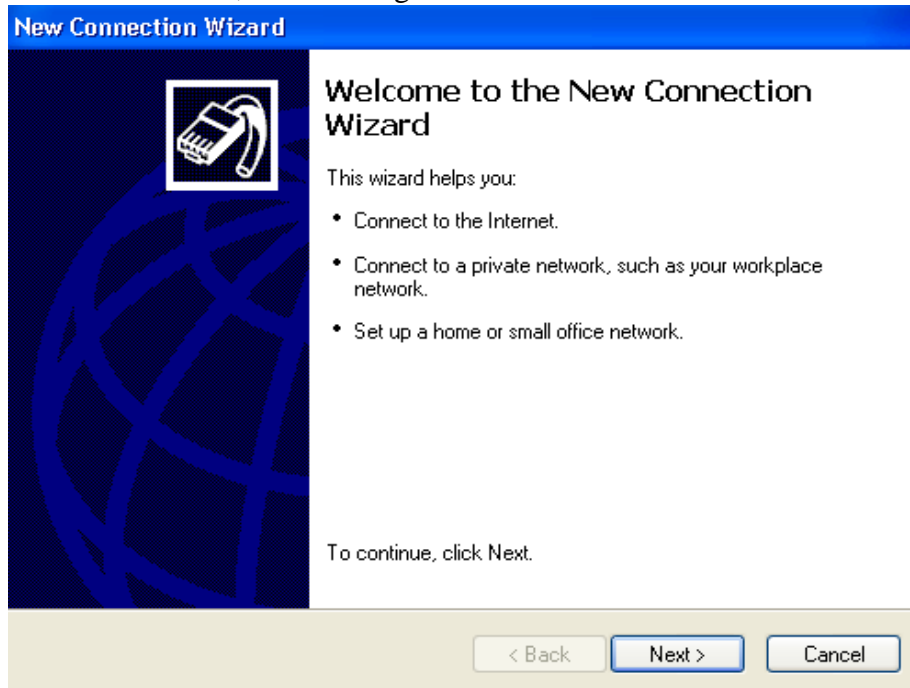 New Connection Wizard
Welcome to the New Connection
Wizard
This wizard helps you:
• Connect to the Internet.
• Connect to a private network, such as your workplace
network.
• Set up a home or small office network.
To continue, click Next.
< Back Next > Cancel